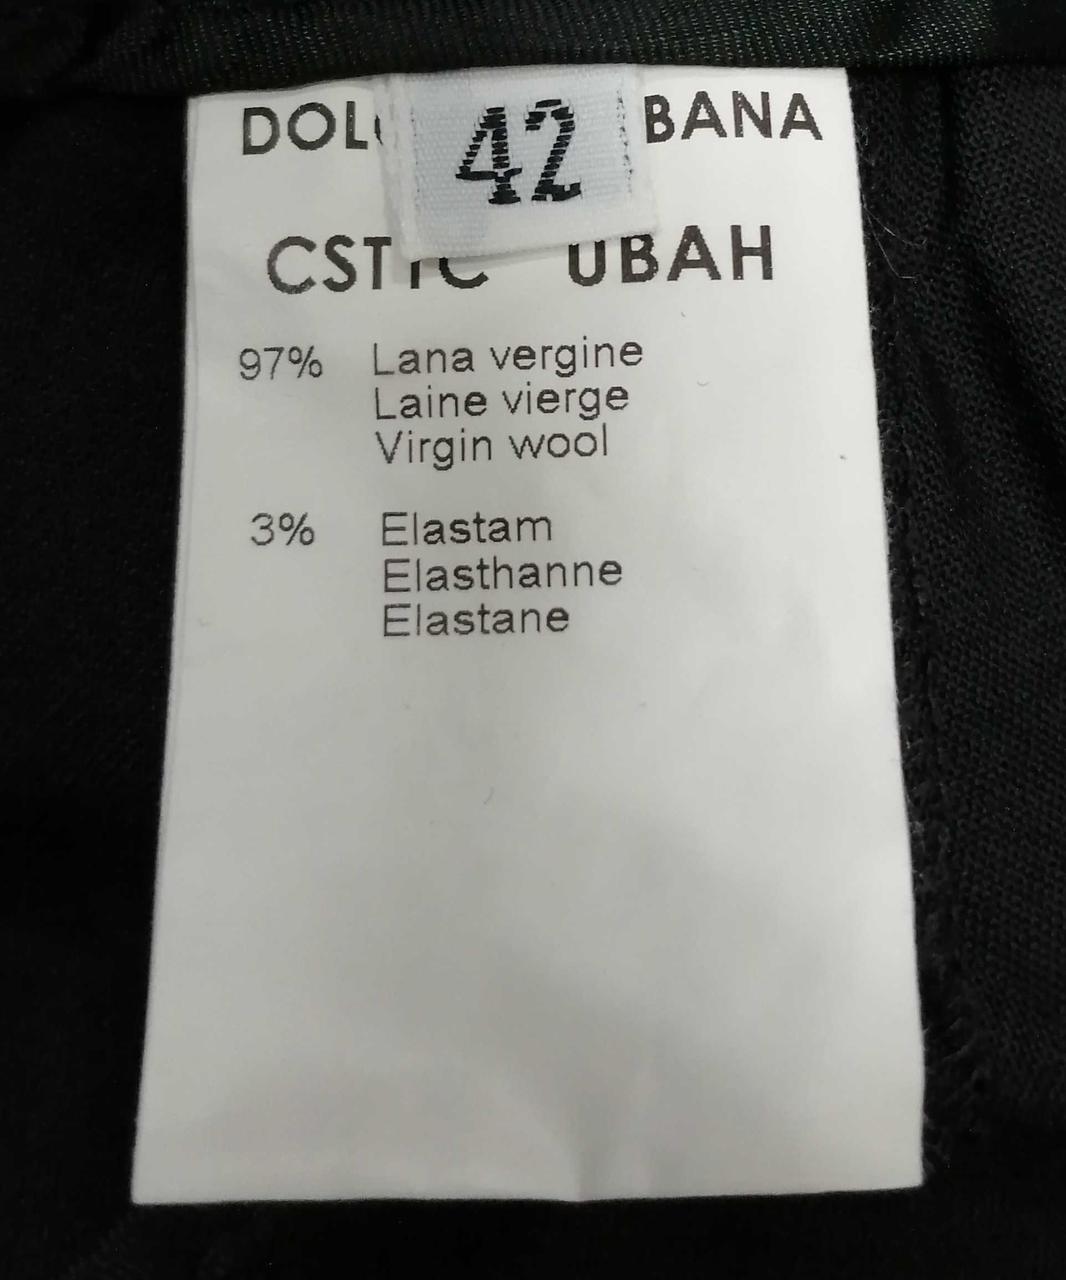 DOL BANA
42
CST UBAH
97% Lana vergine
Laine vierge
Virgin wool
3% Elastam
Elasthanne
Elastane